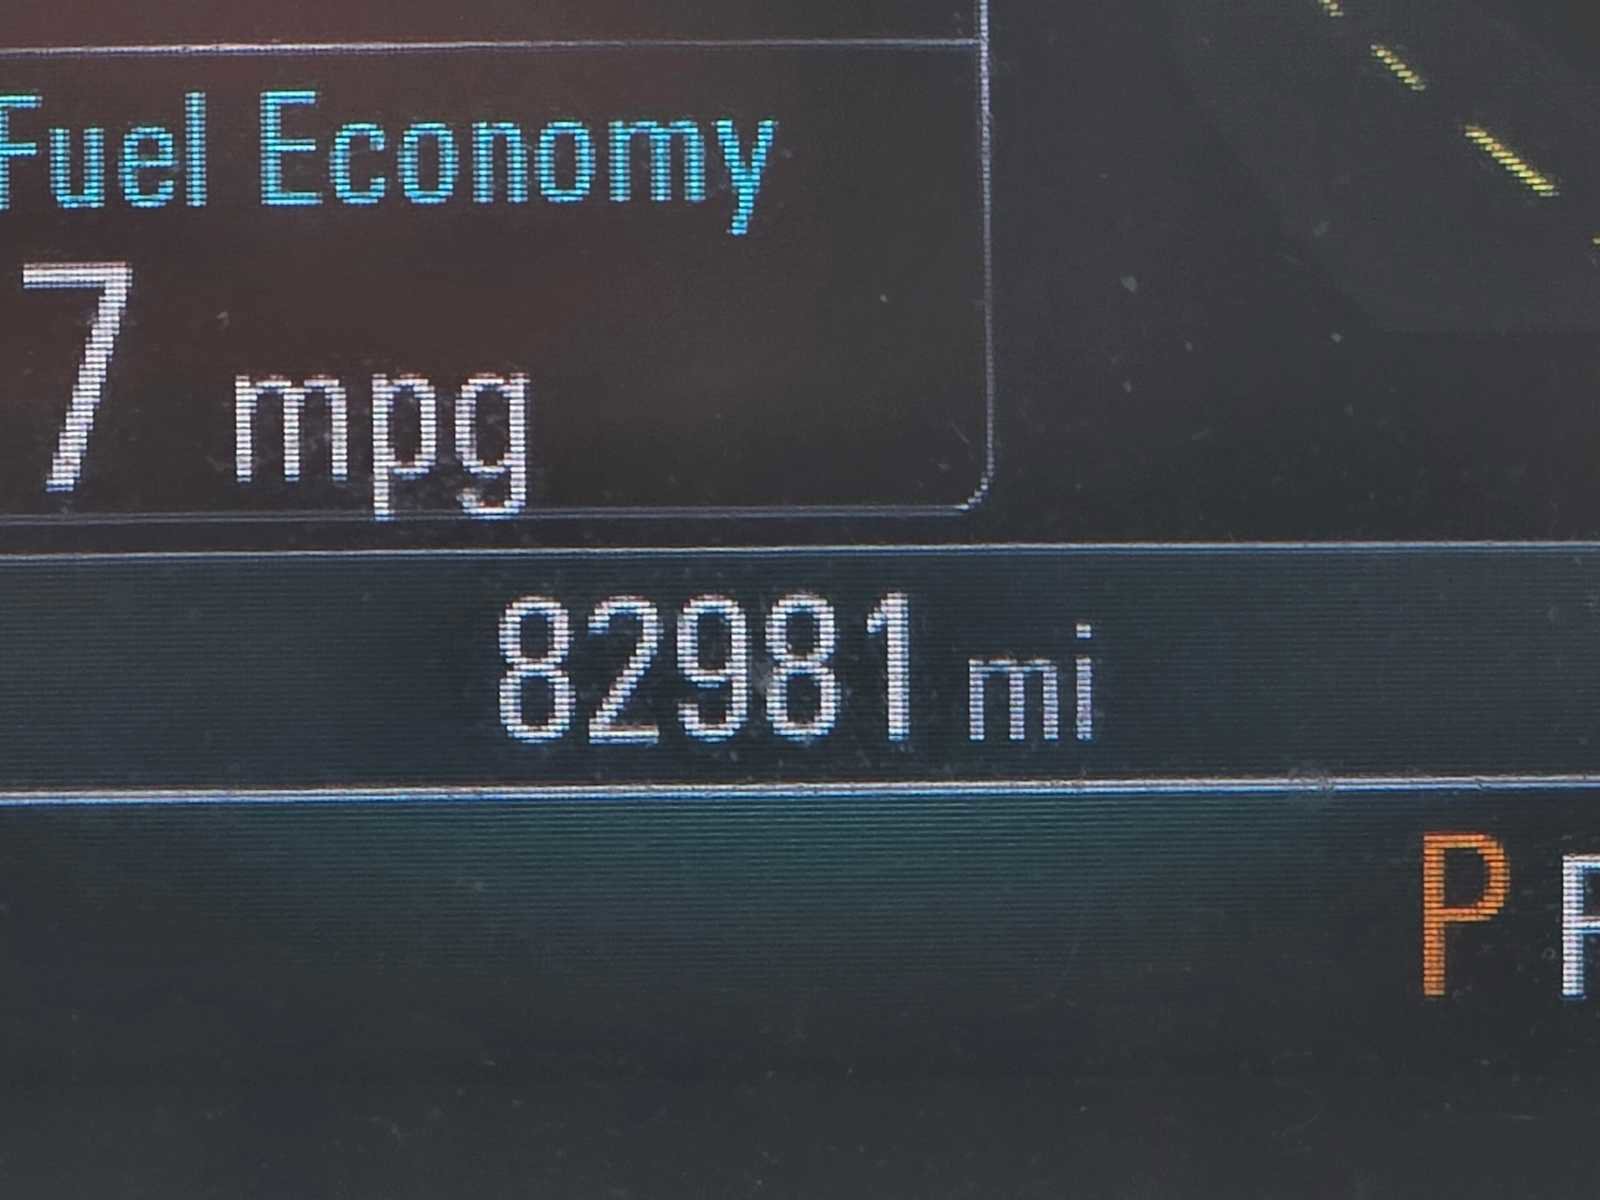 Fuel Economy
7 mpg
82981 mi
P